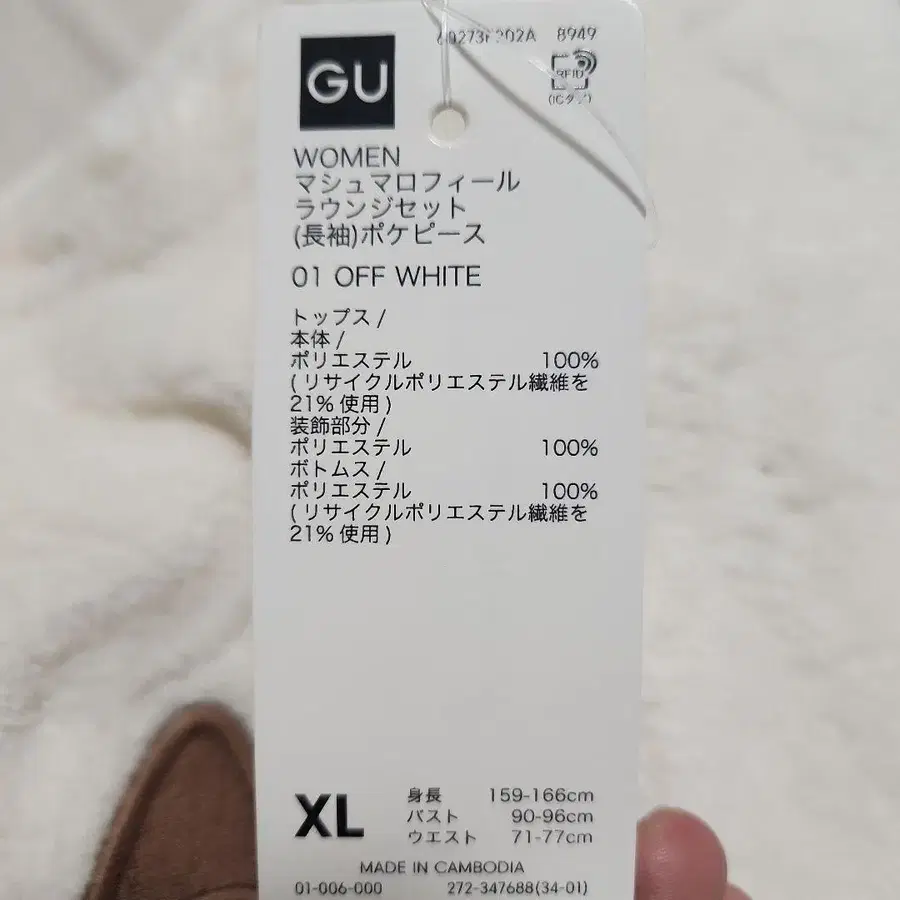 8949
GU
RFID
WOMEN
マシュマロフィール
ラウンジセット
(長袖)ポケピース
01 OFF WHITE
トップス /
本体 /
ポリエステル 100%
( リサイクルポリエステル繊維を
21% 使用 )
装飾部分 /
ポリエステル 100%
ボトムス /
ポリエステル 100%
( リサイクルポリエステル繊維を
21% 使用 )
XL
身長 159-166cm
バスト 90-96cm
ウエスト 71-77cm
MADE IN CAMBODIA
01-006-000 272-347688(34-01)